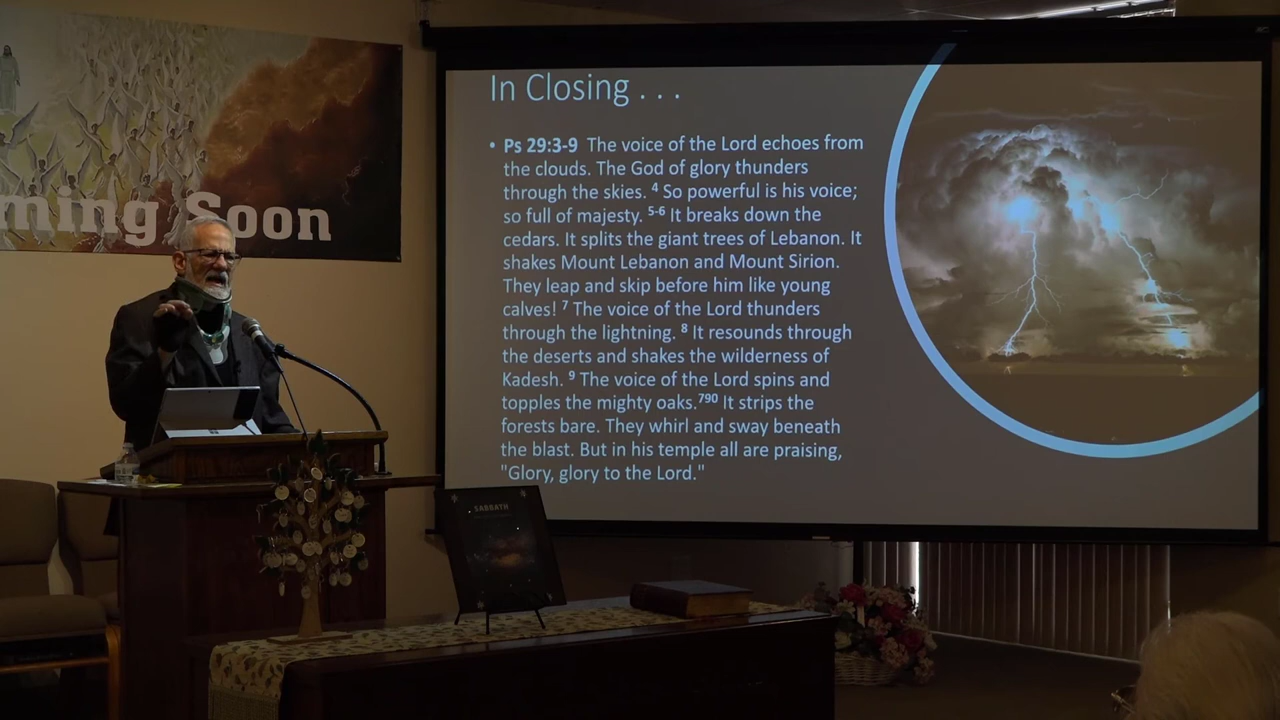 ming Soon
In Closing . . .
• Ps 29:3-9 The voice of the Lord echoes from
the clouds. The God of glory thunders
through the skies. 4 So powerful is his voice;
so full of majesty. 5-6 It breaks down the
cedars. It splits the giant trees of Lebanon. It
shakes Mount Lebanon and Mount Sirion.
They leap and skip before him like young
calves! 7 The voice of the Lord thunders
through the lightning. 8 It resounds through
the deserts and shakes the wilderness of
Kadesh. 9 The voice of the Lord spins and
topples the mighty oaks.790 It strips the
forests bare. They whirl and sway beneath
the blast. But in his temple all are praising,
"Glory, glory to the Lord."
SABBATH